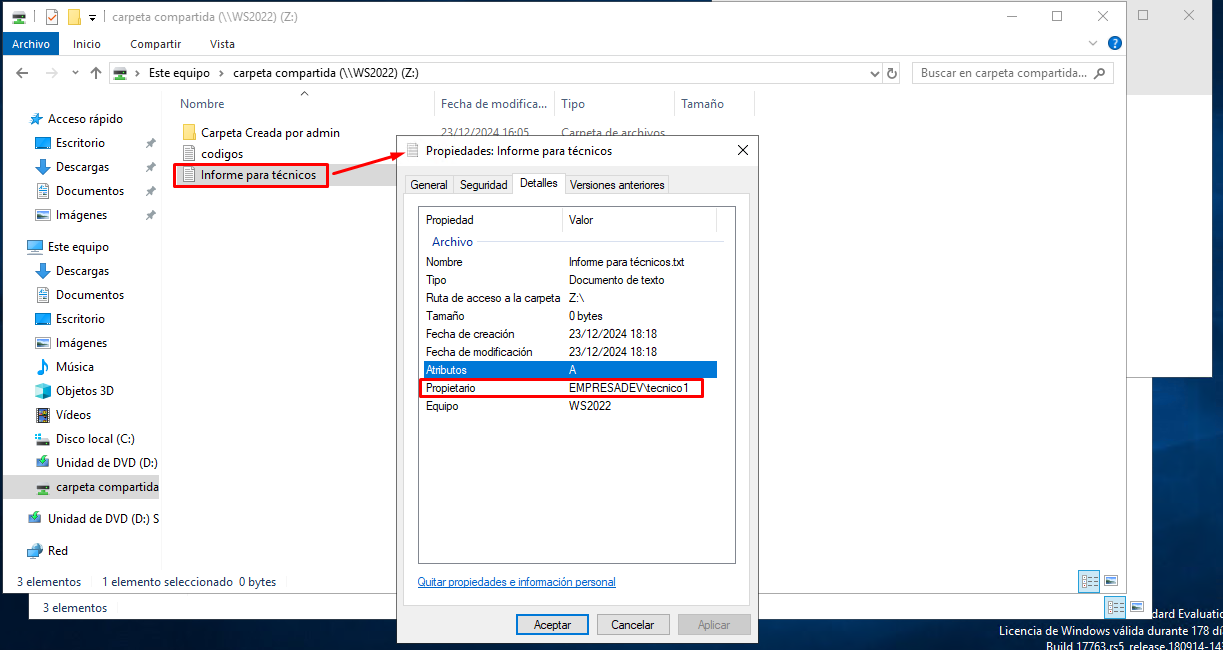 carpeta compartida (\\WS2022) (Z:)
Archivo Inicio Compartir Vista
Este equipo > carpeta compartida (\\WS2022) (Z:)
Buscar en carpeta compartida...
Nombre Fecha de modifica... Tipo Tamaño
Carpeta Creada por admin 23/12/2024 16:05 Carpeta de archivos
codigos
Informe para técnicos
Acceso rápido
Escritorio
Descargas
Documentos
Imágenes
Este equipo
Descargas
Documentos
Escritorio
Imágenes
Música
Objetos 3D
Vídeos
Disco local (C:)
Unidad de DVD (D:)
carpeta compartida
Unidad de DVD (D:) S
Red
3 elementos 1 elemento seleccionado 0 bytes
3 elementos
Propiedades: Informe para técnicos
General Seguridad Detalles Versiones anteriores
Propiedad Valor
Archivo
Nombre Informe para técnicos.txt
Tipo Documento de texto
Ruta de acceso a la carpeta Z:\
Tamaño 0 bytes
Fecha de creación 23/12/2024 18:18
Fecha de modificación 23/12/2024 18:18
Atributos A
Propietario EMPRESADEV\tecnico1
Equipo WS2022
Quitar propiedades e información personal
Aceptar Cancelar Aplicar
dard Evaluatio
Licencia de Windows válida durante 178 dí
Build 17763.rs5_release.180914-14